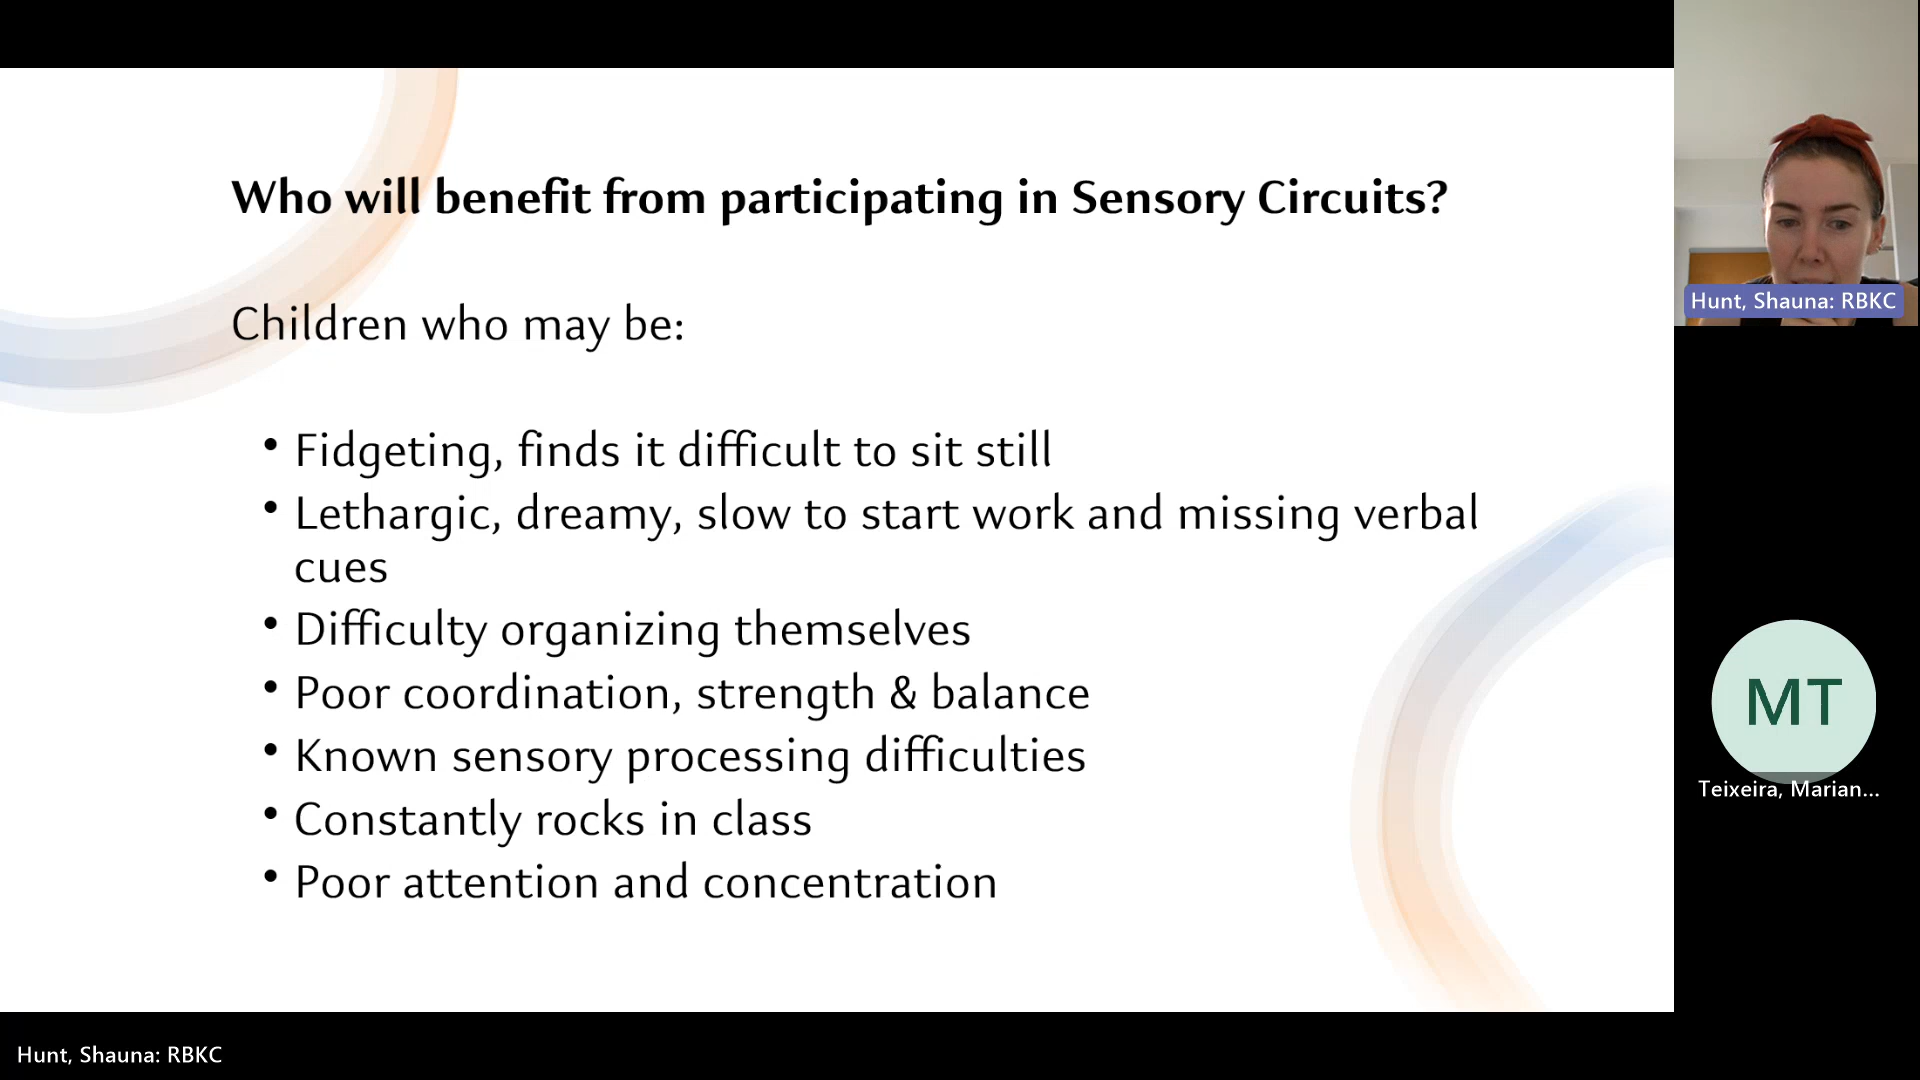 Who will benefit from participating in Sensory Circuits?
Children who may be:
• Fidgeting, finds it difficult to sit still
• Lethargic, dreamy, slow to start work and missing verbal
cues
• Difficulty organizing themselves
• Poor coordination, strength & balance
• Known sensory processing difficulties
• Constantly rocks in class
• Poor attention and concentration
Hunt, Shauna: RBKC
MT
Teixeira, Marian...
Hunt, Shauna: RBKC